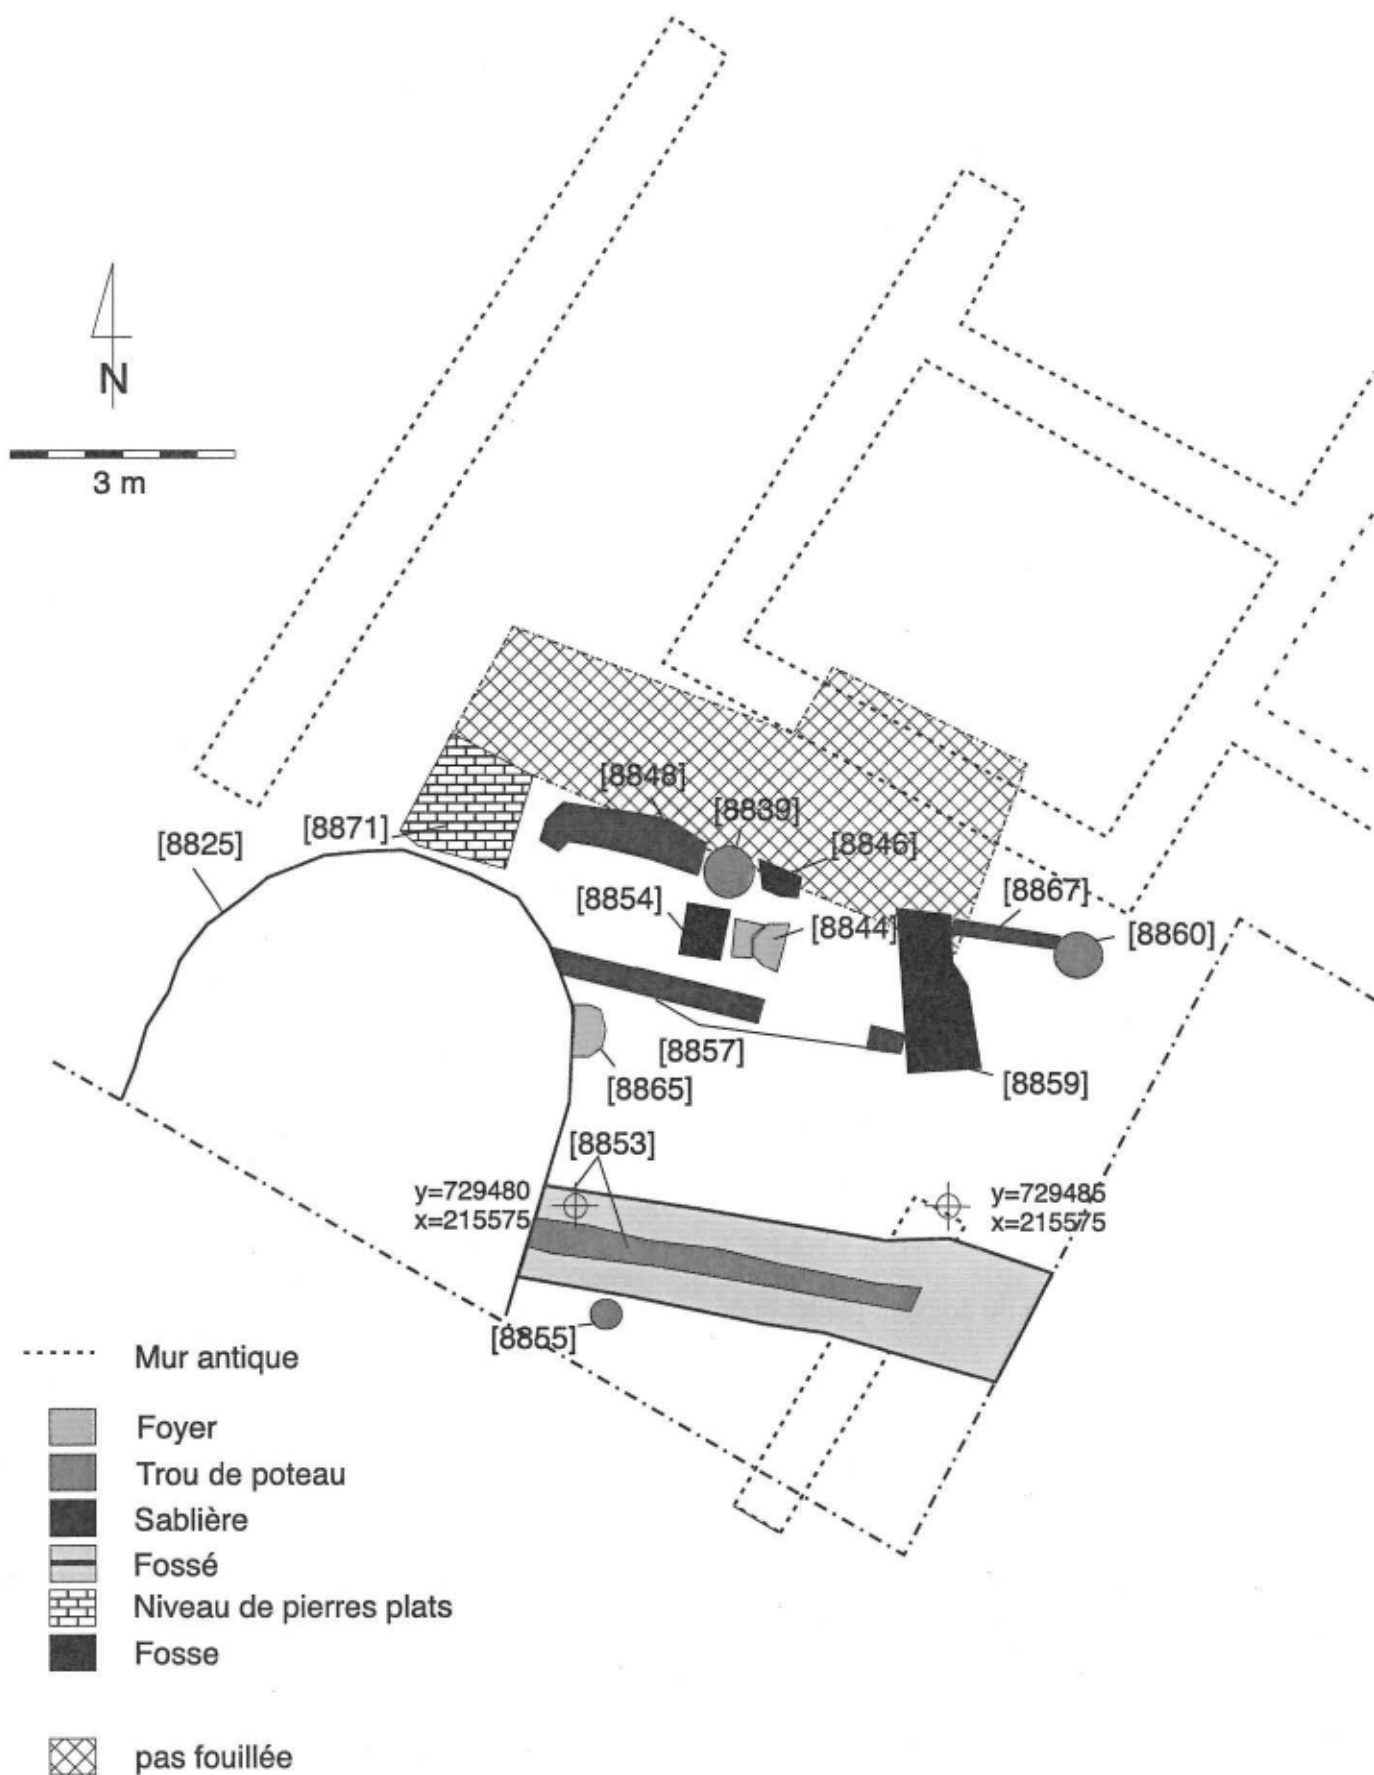 N
3 m
[8848]
[8839]
[8871]
[8825]
[8846]
[8854]
[8844]
[8867]
[8860]
[8857]
[8865]
[8859]
[8853]
y=729480
x=215575
y=729485
x=215575
[8855]
Mur antique
Foyer
Trou de poteau
Sablière
Fossé
Niveau de pierres plats
Fosse
pas fouillée